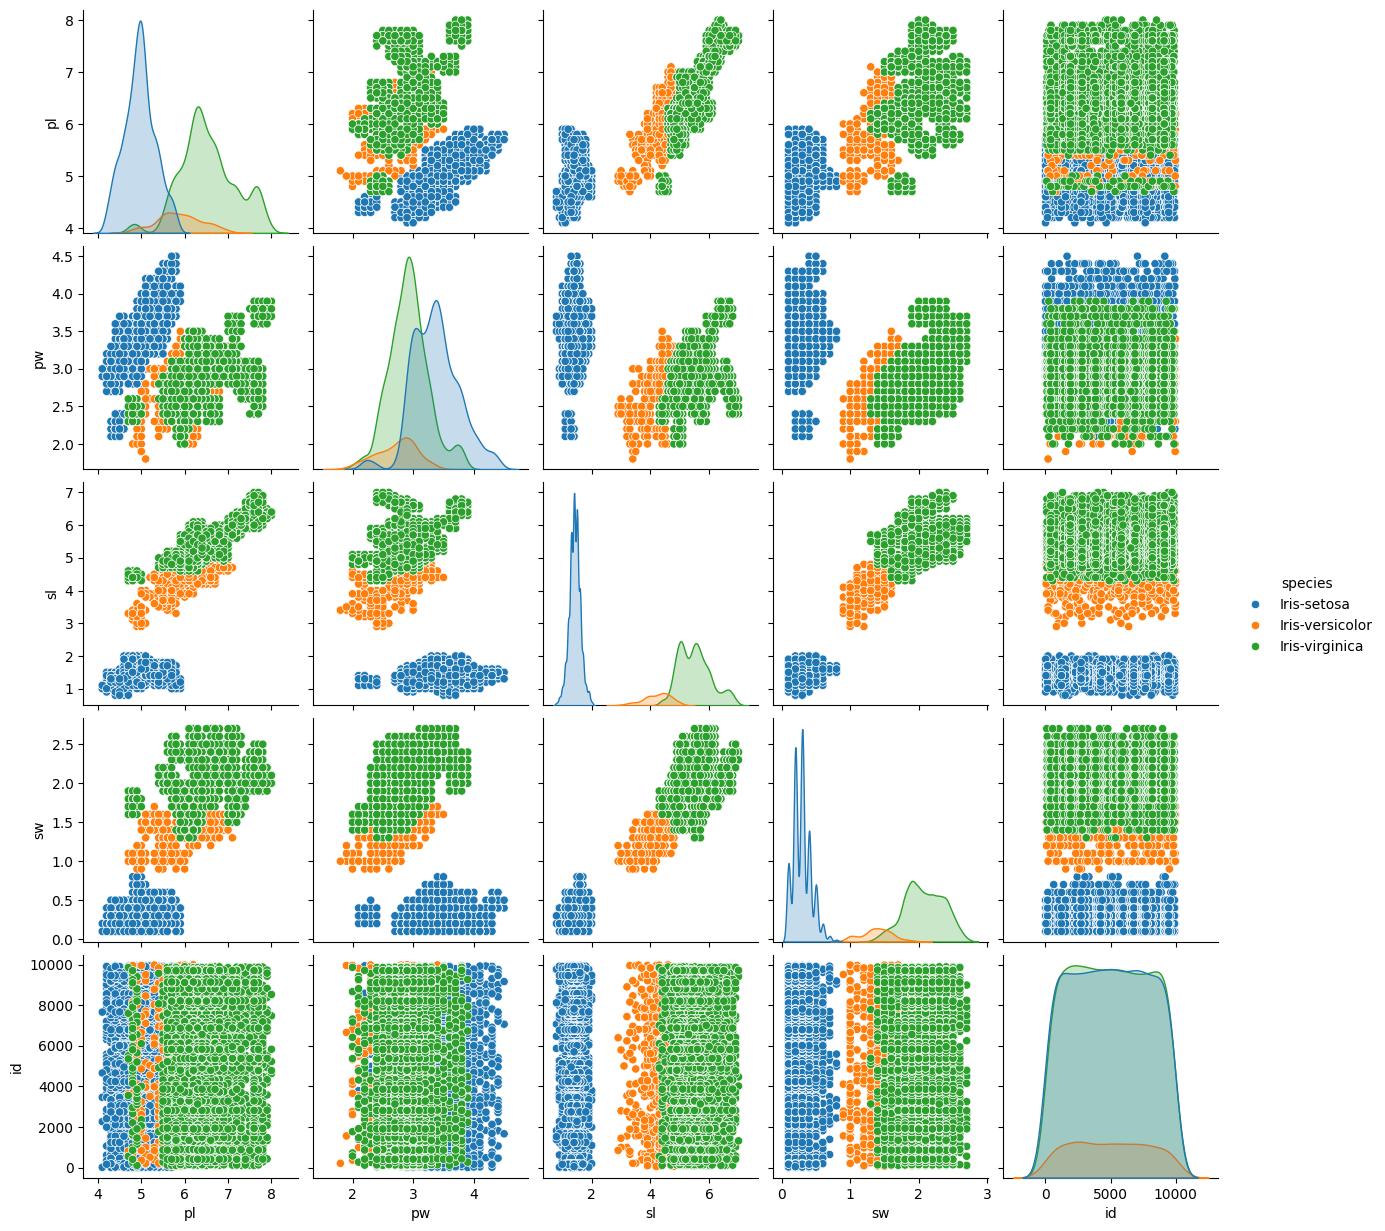 8
7
6
5
4
pl
4.5
4.0
3.5
3.0
2.5
2.0
pw
7
6
5
4
3
2
1
sl
species
Iris-setosa
Iris-versicolor
Iris-virginica
2.5
2.0
1.5
1.0
0.5
0.0
sw
10000
8000
6000
4000
2000
0
id
4 5 6 7 8
2 3 4
2 4 6
0 1 2 3
0 5000 10000
pl pw sl sw id